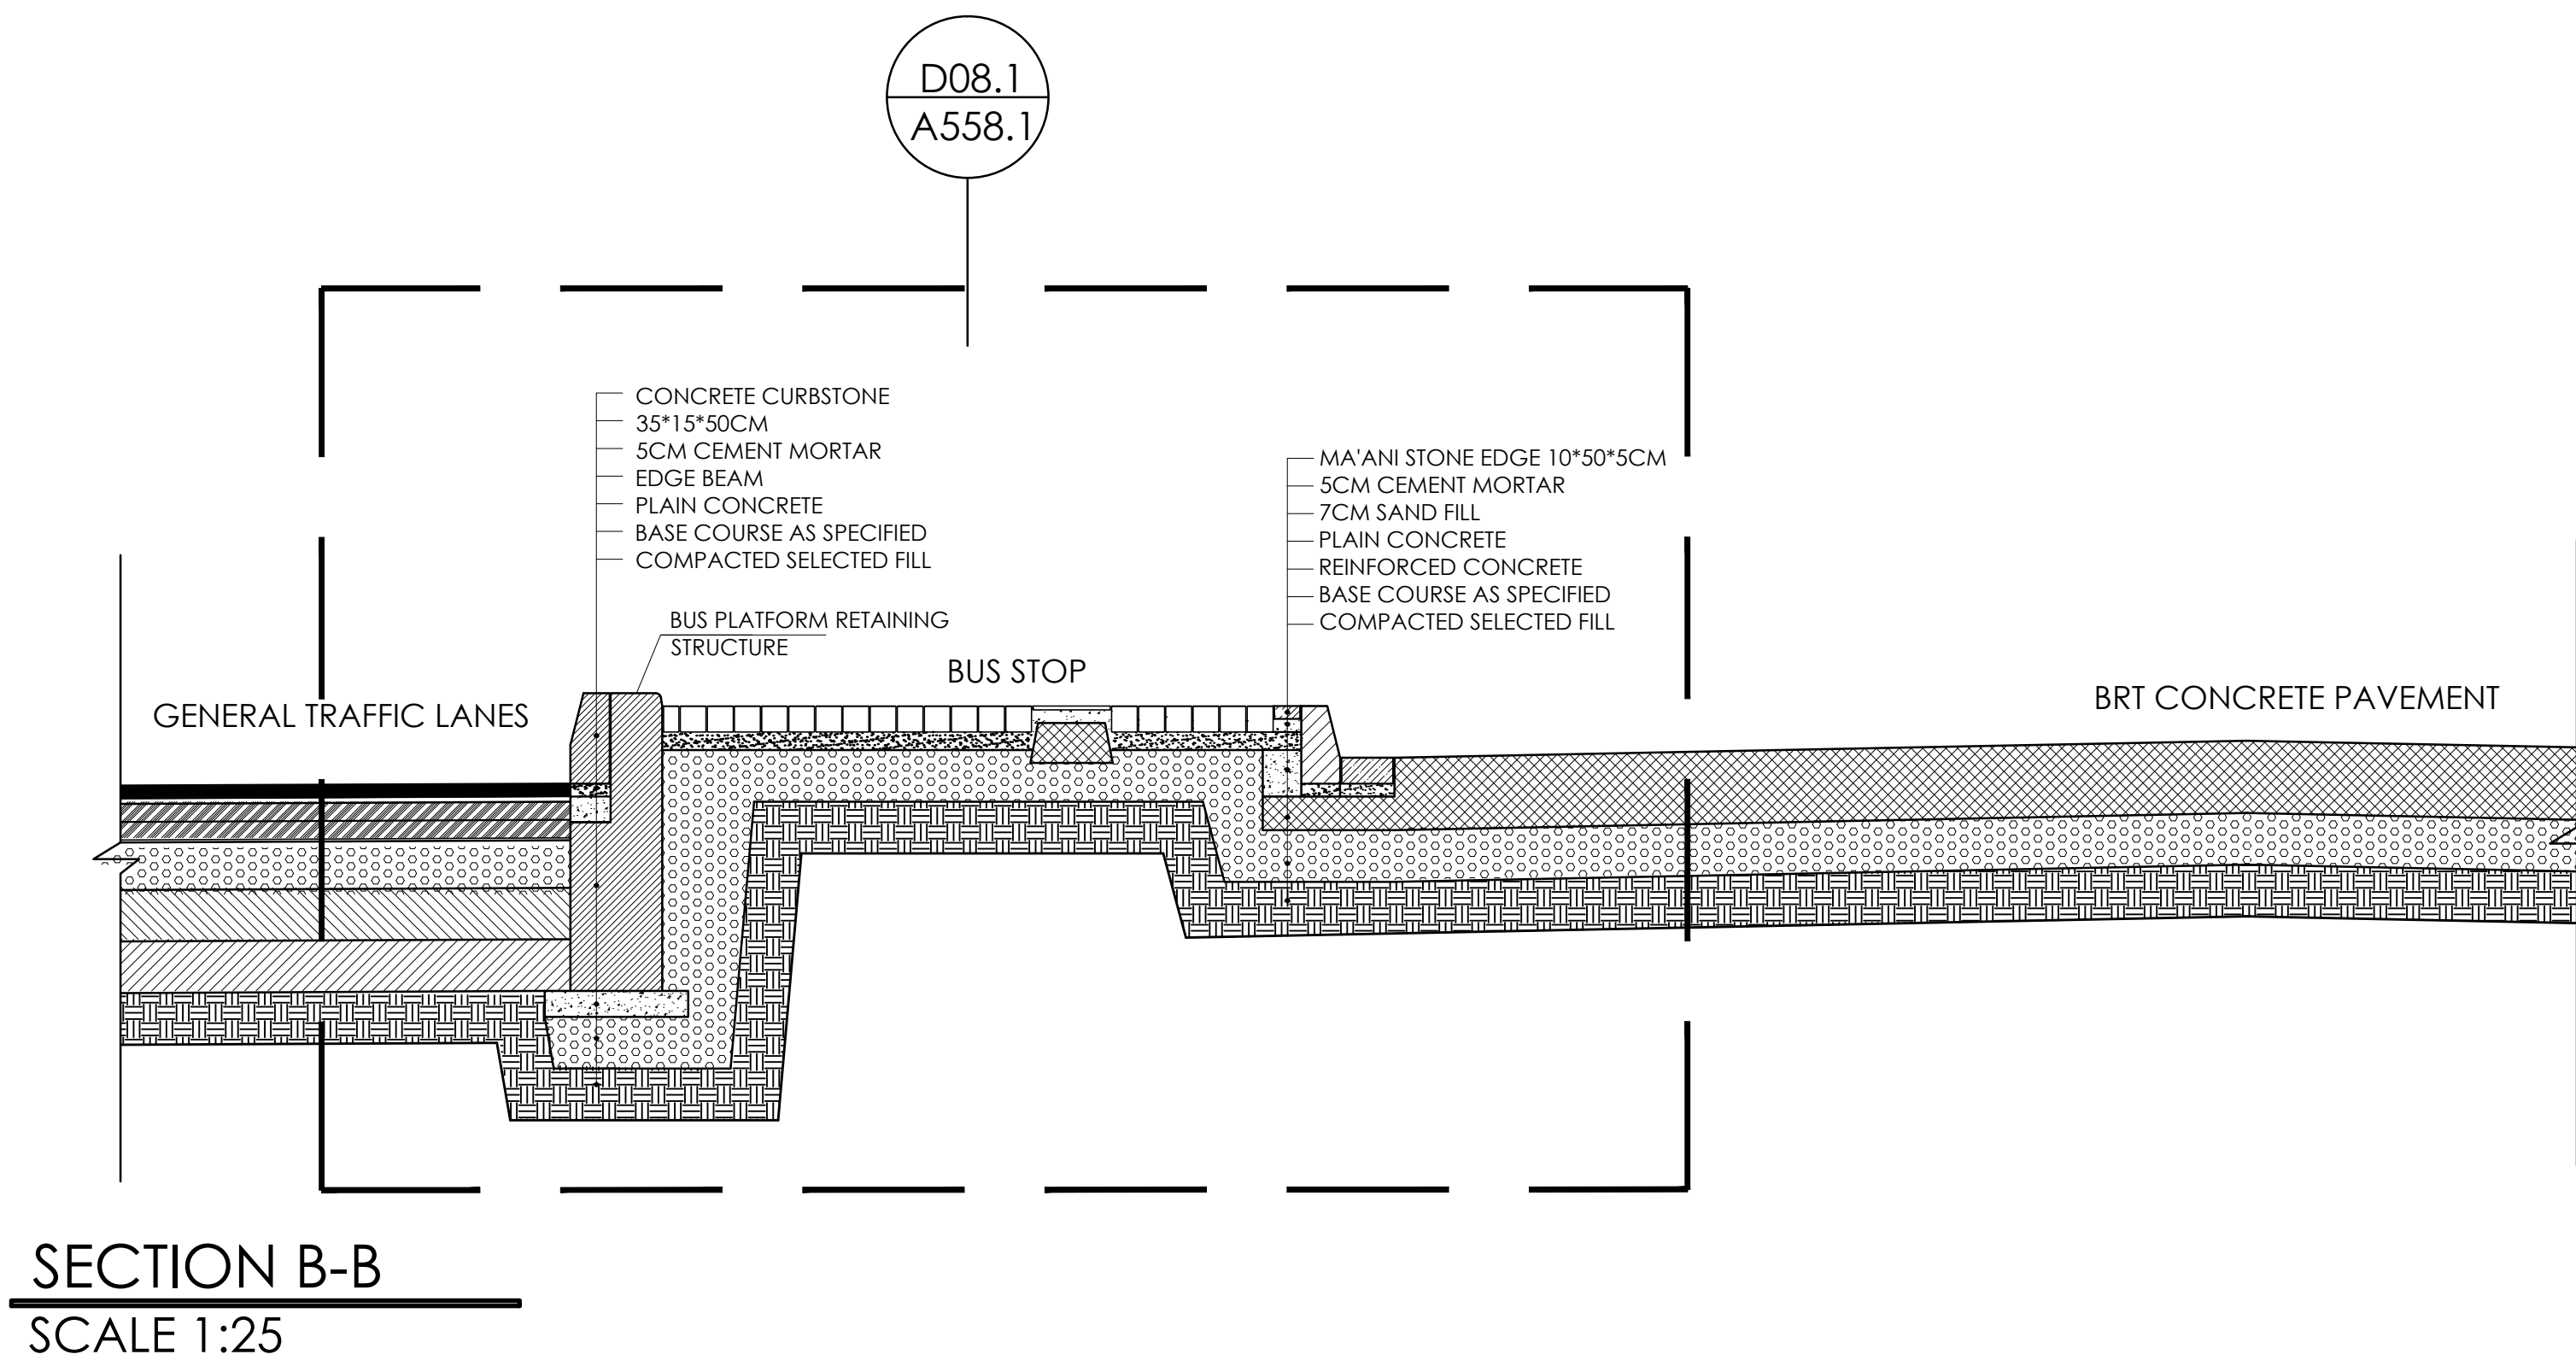 D08.1
A558.1
CONCRETE CURBSTONE
35*15*50CM
5CM CEMENT MORTAR
EDGE BEAM
PLAIN CONCRETE
BASE COURSE AS SPECIFIED
COMPACTED SELECTED FILL
MA'ANI STONE EDGE 10*50*5CM
5CM CEMENT MORTAR
7CM SAND FILL
PLAIN CONCRETE
REINFORCED CONCRETE
BASE COURSE AS SPECIFIED
COMPACTED SELECTED FILL
BUS PLATFORM RETAINING
STRUCTURE
BUS STOP
GENERAL TRAFFIC LANES
BRT CONCRETE PAVEMENT
SECTION B-B
SCALE 1:25